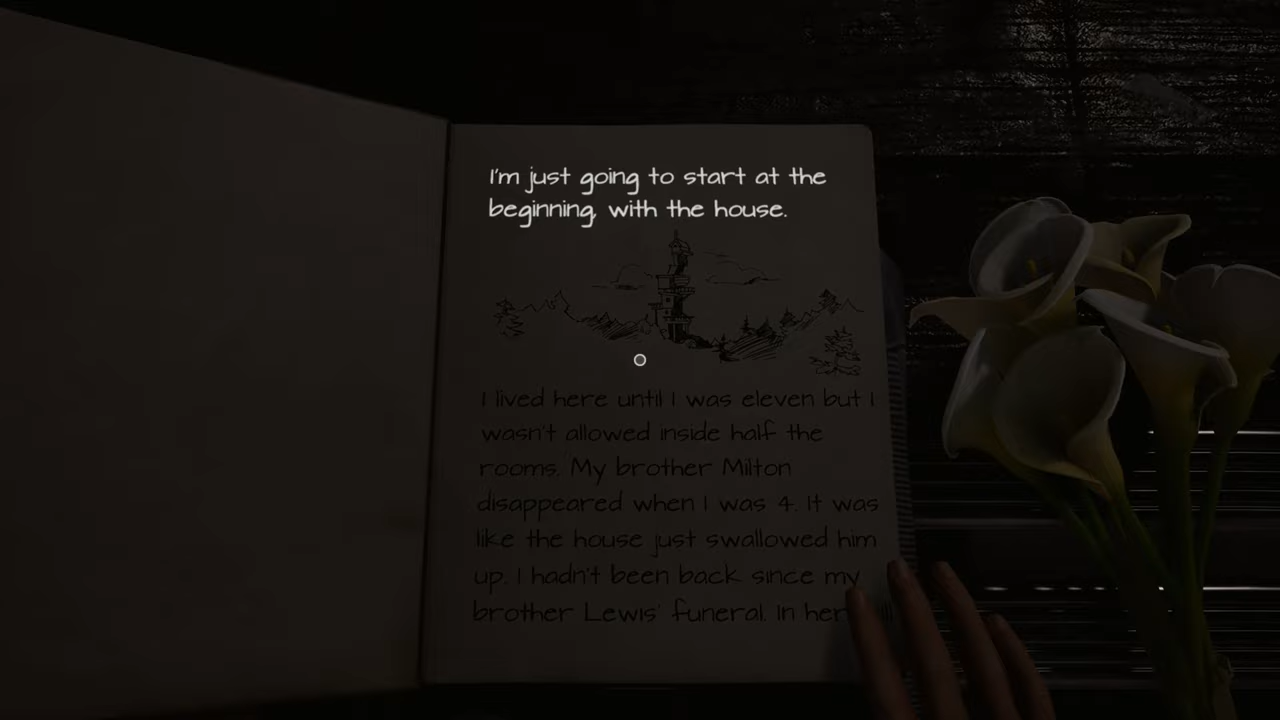 I'm just going to start at the
beginning, with the house.
I lived here until I was eleven but I
wasn't allowed inside half the
rooms. My brother Milton
disappeared when I was 4. It was
like the house just swallowed him
up. I hadn't been back since my
brother Lewis' funeral. In her